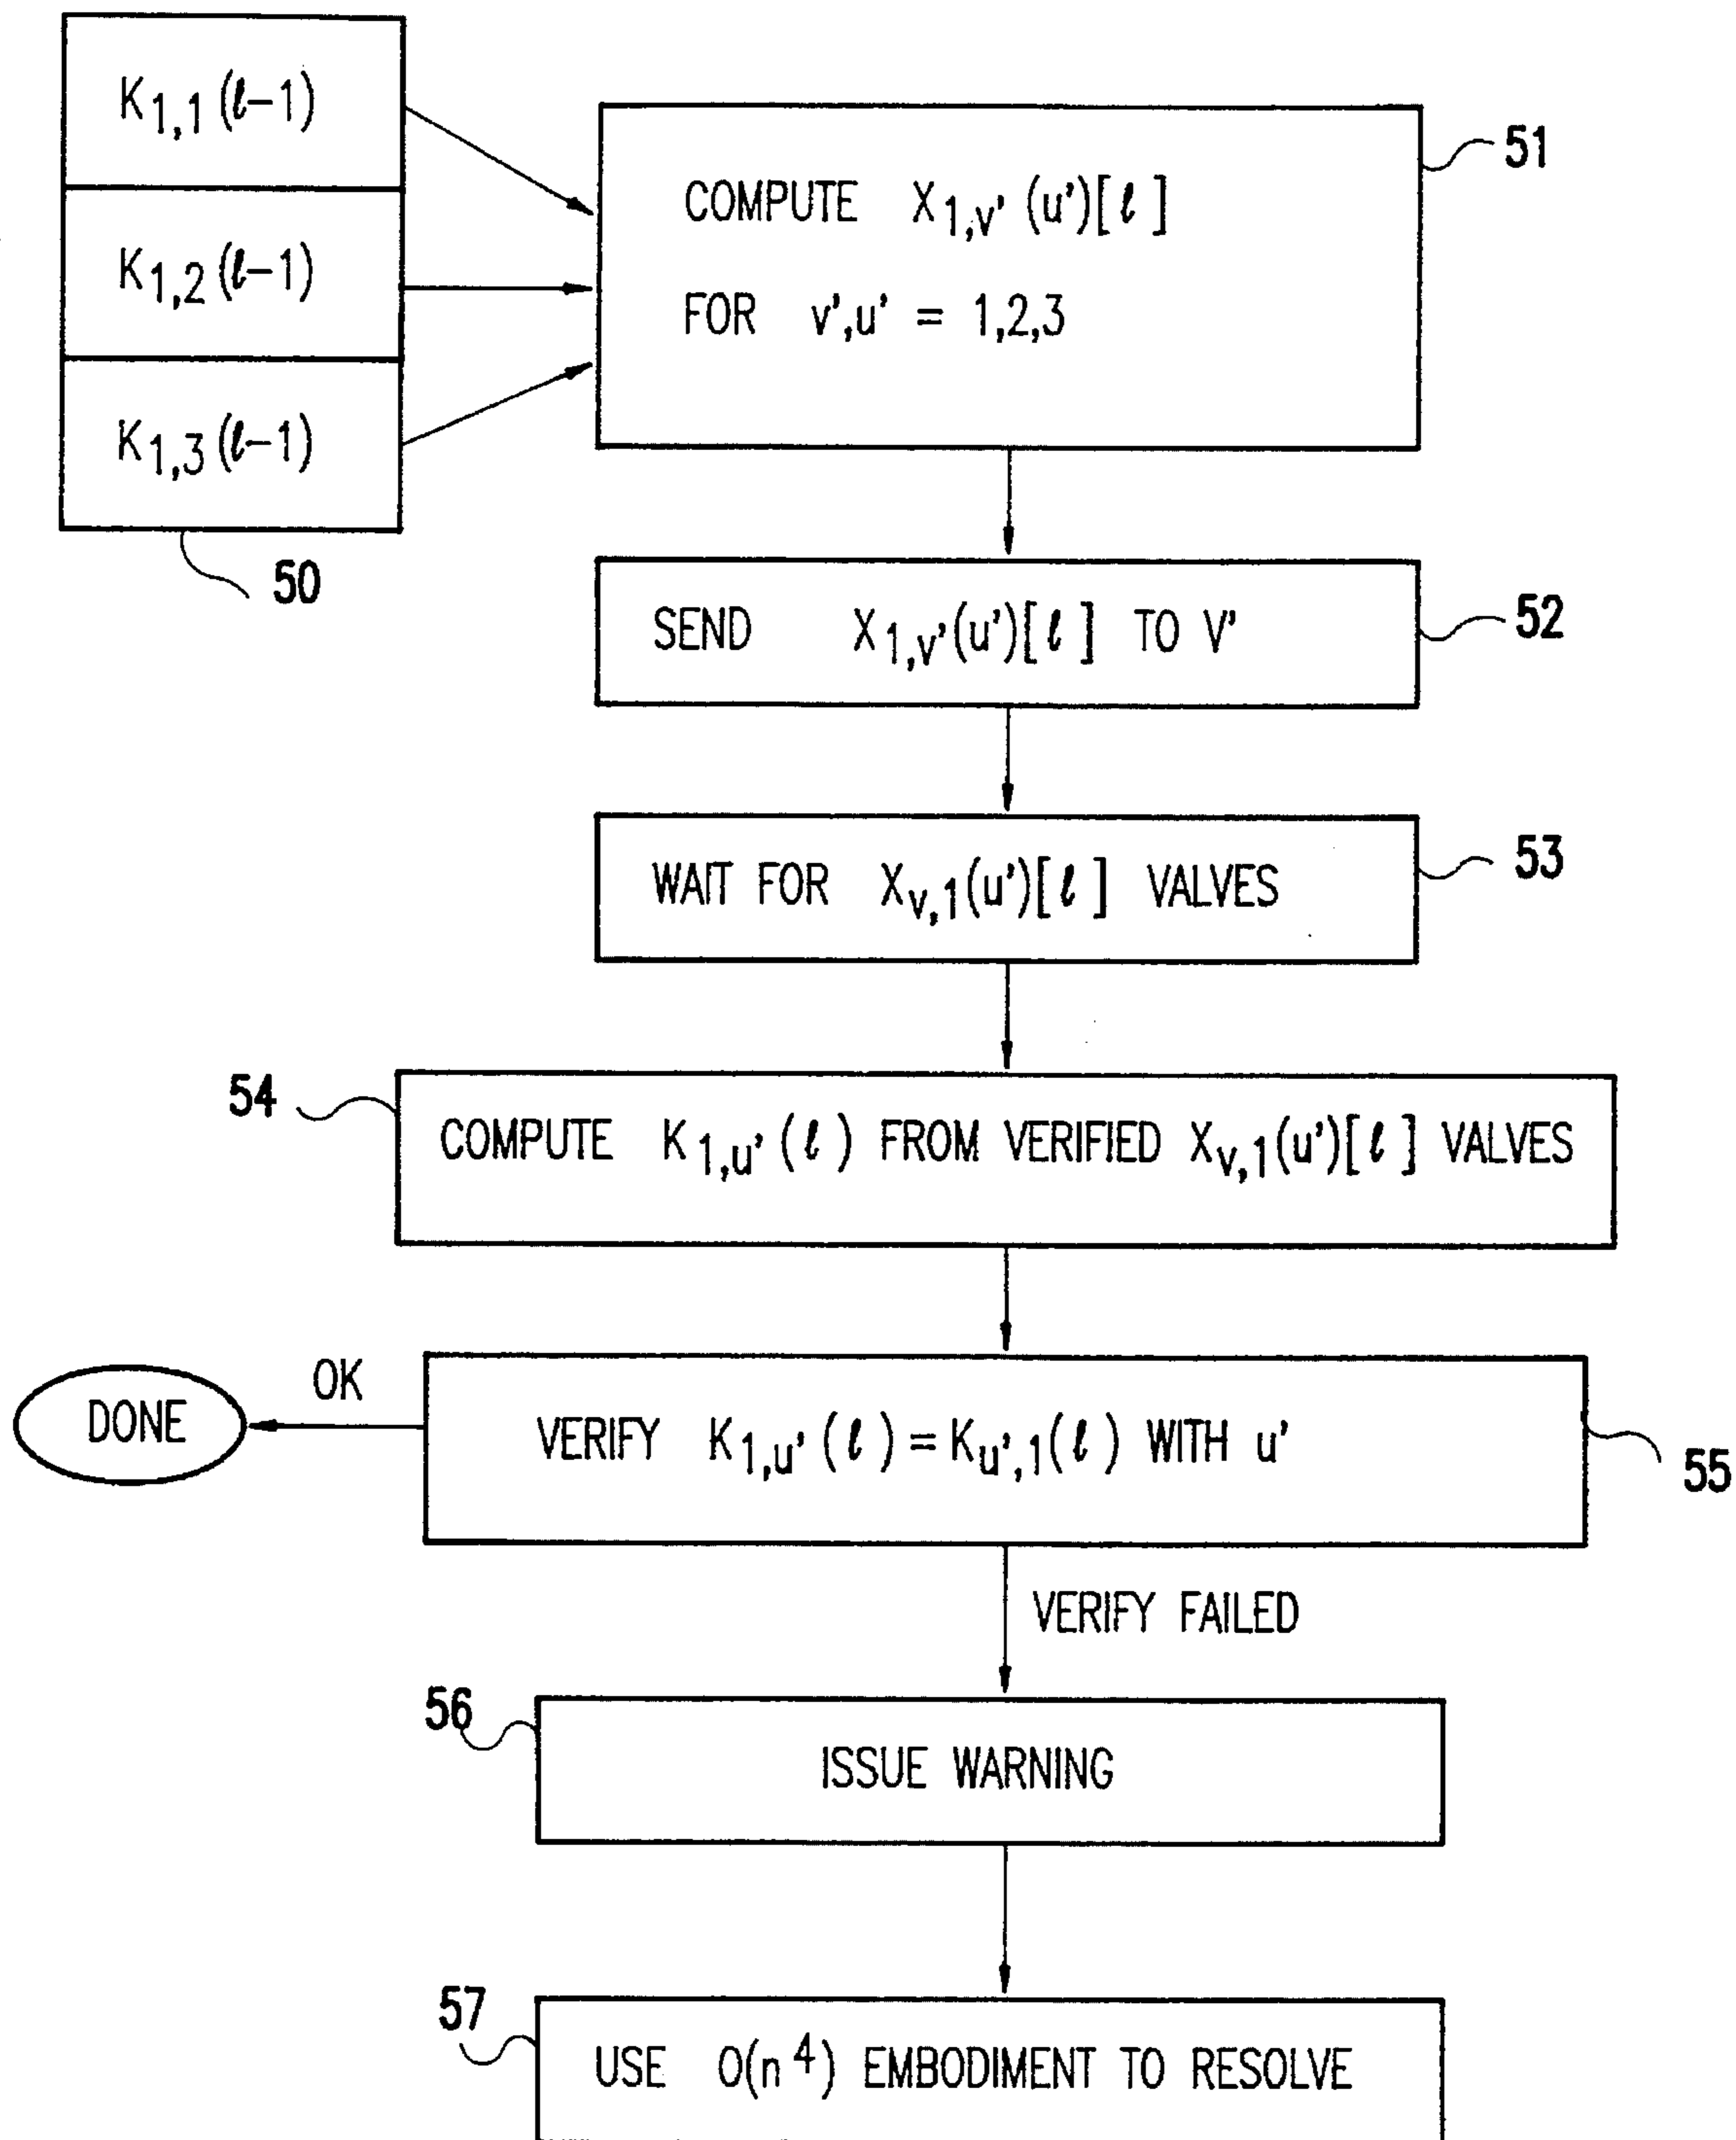 K1,1(ℓ-1)
K1,2(ℓ-1)
K1,3(ℓ-1)
50
COMPUTE X1,v'(u')[ℓ]
FOR v',u' = 1,2,3
51
SEND X1,v'(u')[ℓ] TO V'
52
WAIT FOR Xv,1(u')[ℓ] VALVES
53
54
COMPUTE K1,u'(ℓ) FROM VERIFIED Xv,1(u')[ℓ] VALVES
DONE
OK
VERIFY K1,u'(ℓ)=Ku',1(ℓ) WITH u'
55
VERIFY FAILED
56
ISSUE WARNING
57
USE O(n4) EMBODIMENT TO RESOLVE